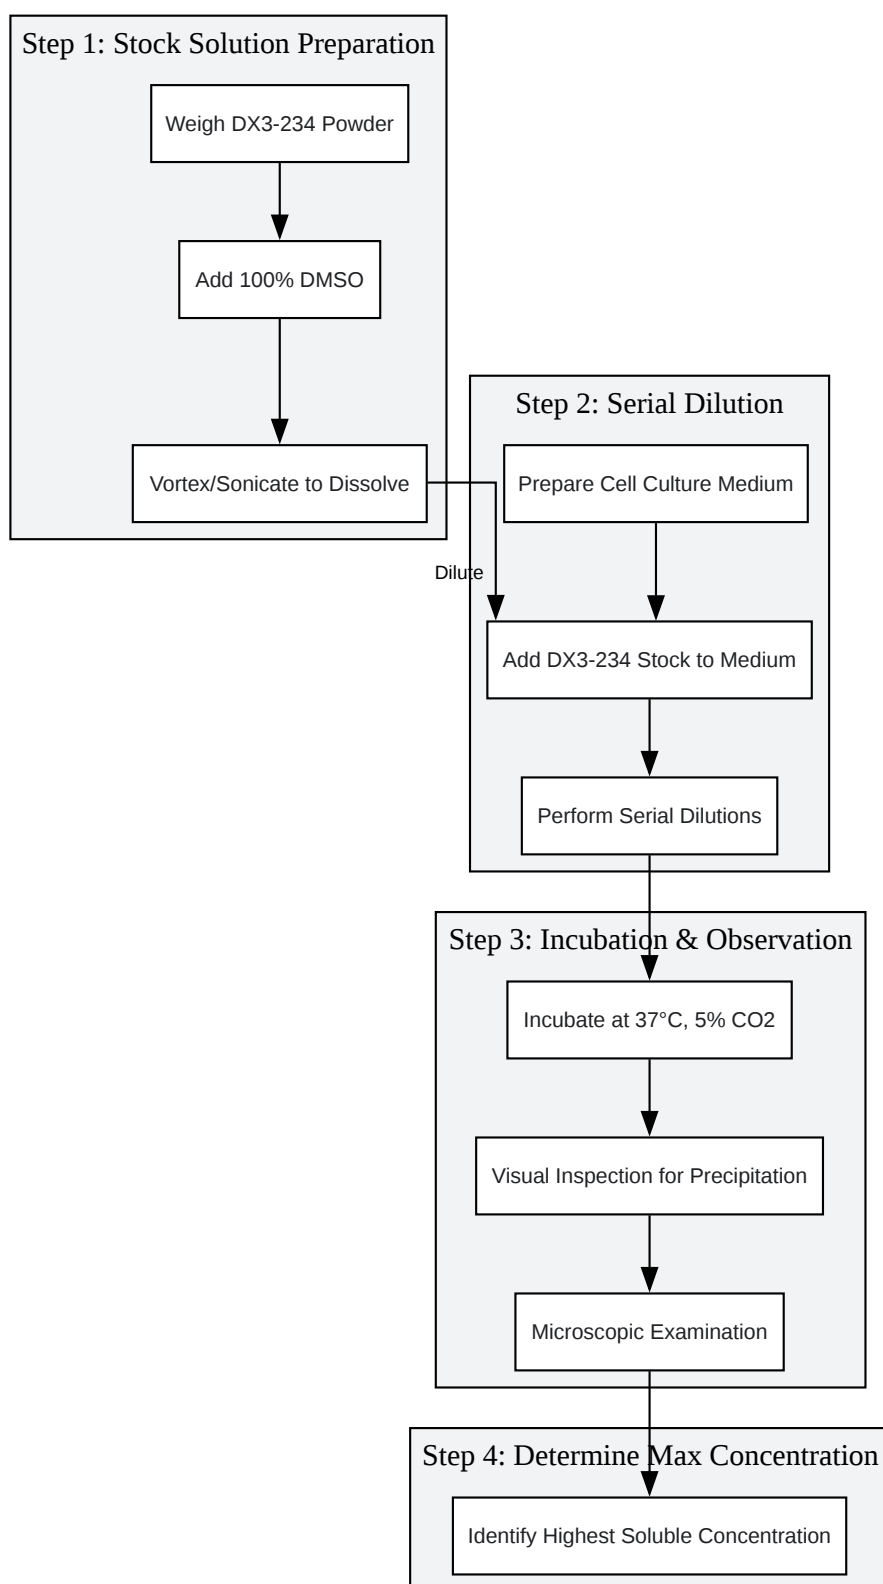 Step 1: Stock Solution Preparation
Weigh DX3-234 Powder
Add 100% DMSO
Vortex/Sonicate to Dissolve
Dilute
Step 2: Serial Dilution
Prepare Cell Culture Medium
Add DX3-234 Stock to Medium
Perform Serial Dilutions
Step 3: Incubation & Observation
Incubate at 37°C, 5% CO2
Visual Inspection for Precipitation
Microscopic Examination
Step 4: Determine Max Concentration
Identify Highest Soluble Concentration